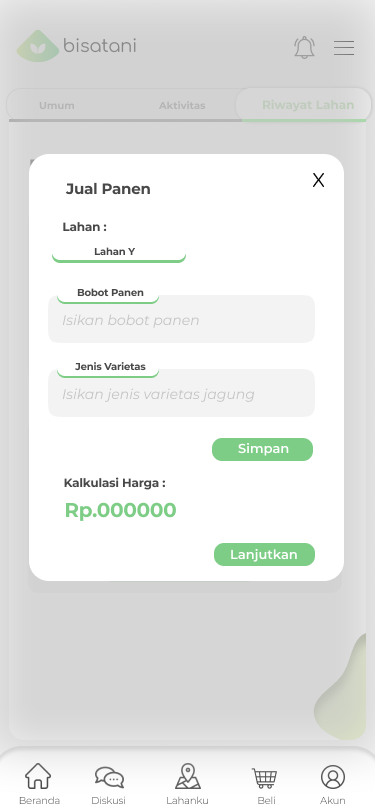 bisatani
Umum Aktivitas Riwayat Lahan
Jual Panen X
Lahan :
Lahan Y
Bobot Panen
Isikan bobot panen
Jenis Varietas
Isikan jenis varietas jagung
Simpan
Kalkulasi Harga :
Rp.000000
Lanjutkan
Beranda Diskusi Lahanku Beli Akun